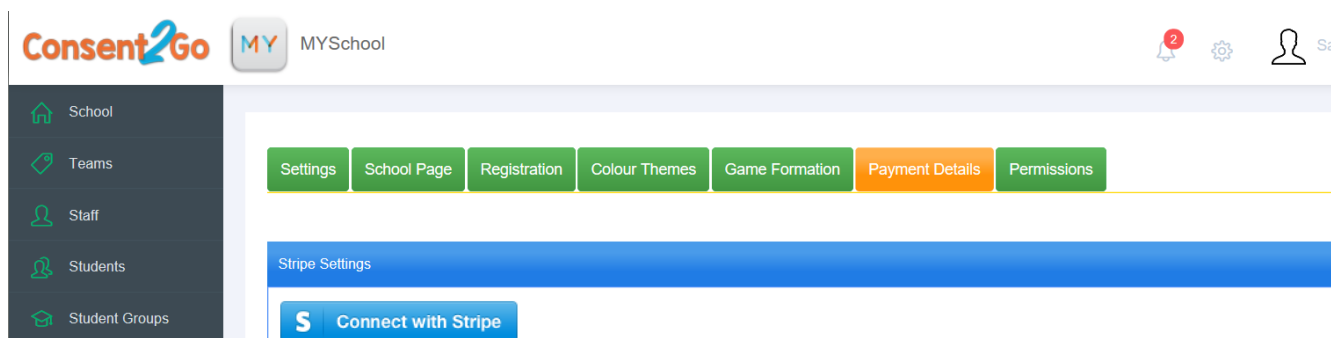 Consent2Go
MY
MYSchool
2
Sa
School
Teams
Staff
Students
Student Groups
Settings
School Page
Registration
Colour Themes
Game Formation
Payment Details
Permissions
Stripe Settings
S Connect with Stripe